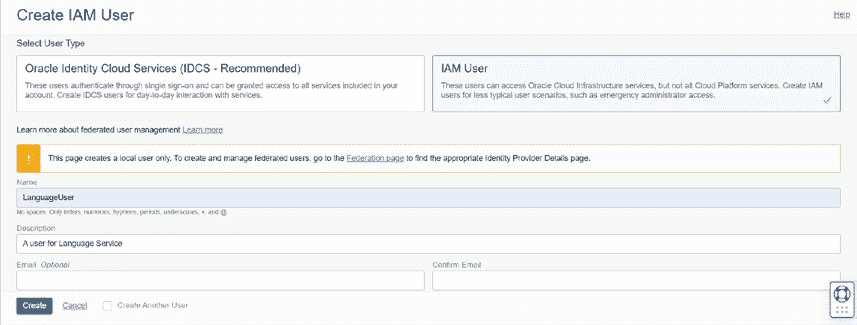 Create IAM User
Help
Select User Type
Oracle Identity Cloud Services (IDCS - Recommended)
These users authenticate through single sign-on and can be granted access to all services included in your
account. Create IDCS users for day-to-day interaction with services.
IAM User
These users can access Oracle Cloud Infrastructure services, but not all Cloud Platform services. Create IAM
users for less typical user scenarios, such as emergency administrator access.
Learn more about federated user management Learn more
This page creates a local user only. To create and manage federated users, go to the Federation page to find the appropriate Identity Provider Details page.
Name
LanguageUser
No spaces. Only letters, numerals, hyphens, periods, underscores, +, and @.
Description
A user for Language Service
Email Optional
Confirm Email
Create
Cancel
Create Another User